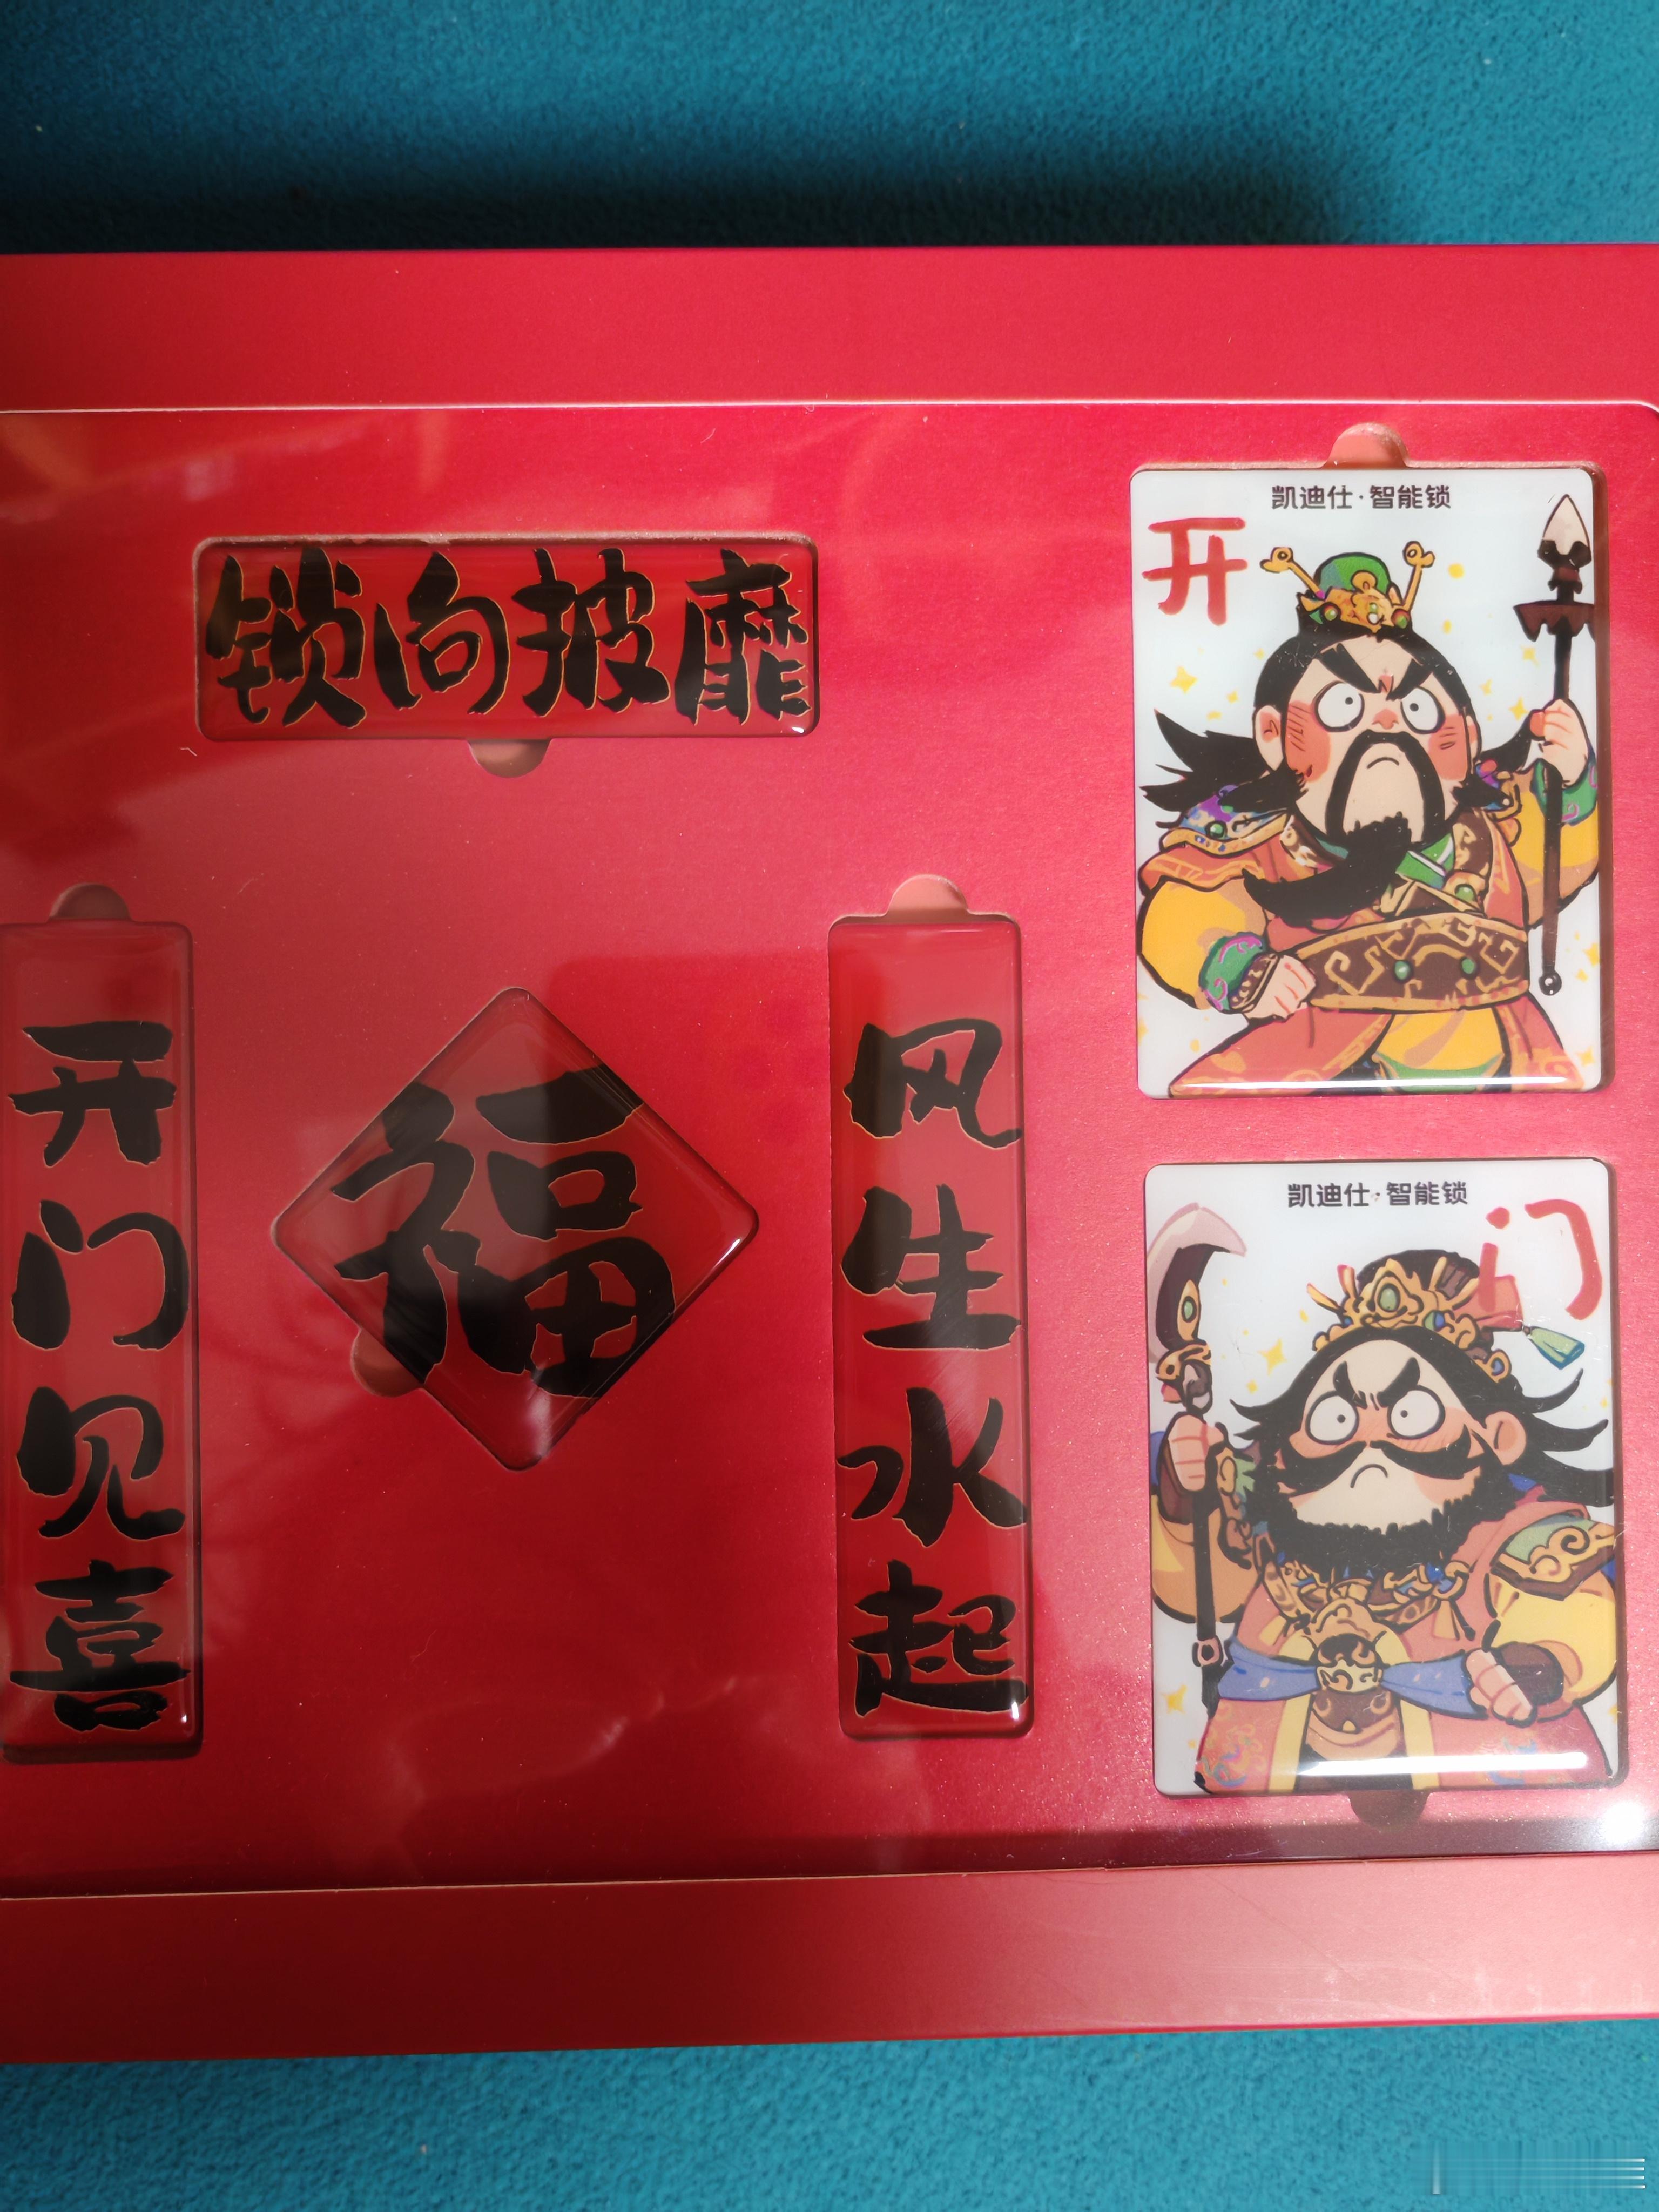 锁向披靡
开门见喜
福
风生水起
凯迪仕·智能锁
开
凯迪仕·智能锁
门